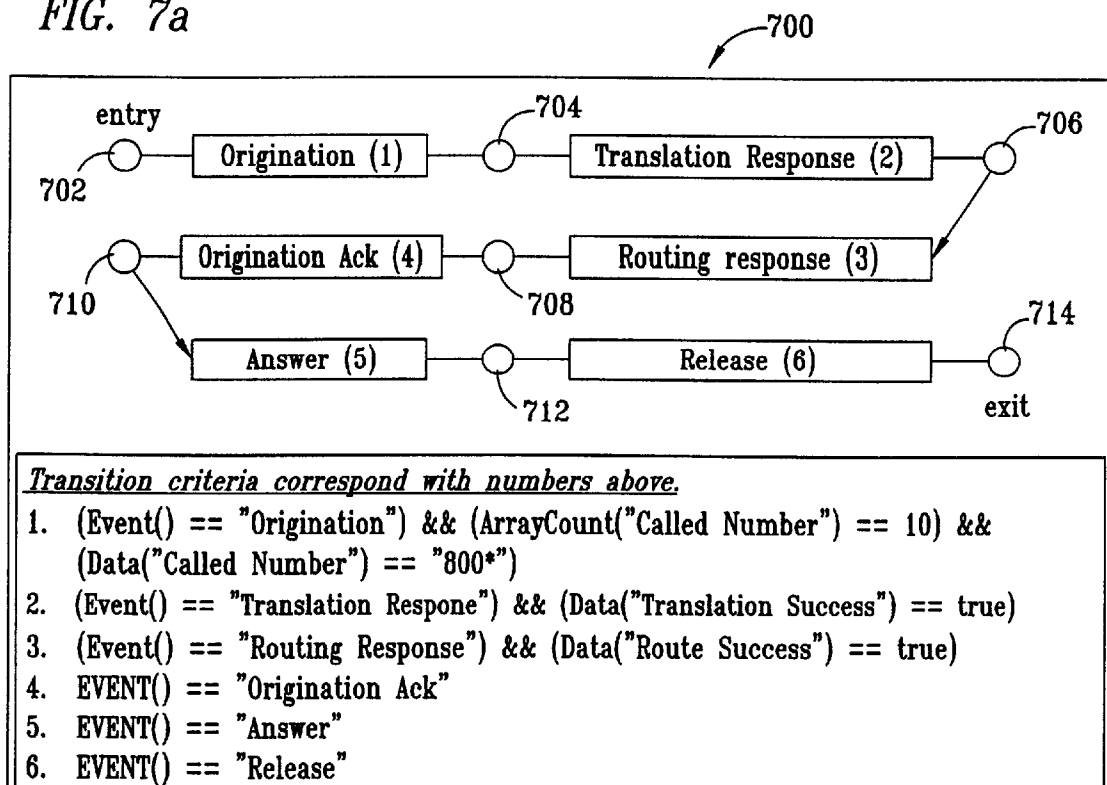 FIG. 7a
700
entry
704
706
Origination (1)
Translation Response (2)
702
Origination Ack (4)
Routing response (3)
710
708
714
Answer (5)
Release (6)
712
exit
Transition criteria correspond with numbers above.
1. (Event() == "Origination") && (ArrayCount("Called Number") == 10) &&
(Data("Called Number") == "800*")
2. (Event() == "Translation Respone") && (Data("Translation Success") == true)
3. (Event() == "Routing Response") && (Data("Route Success") == true)
4. EVENT() == "Origination Ack"
5. EVENT() == "Answer"
6. EVENT() == "Release"